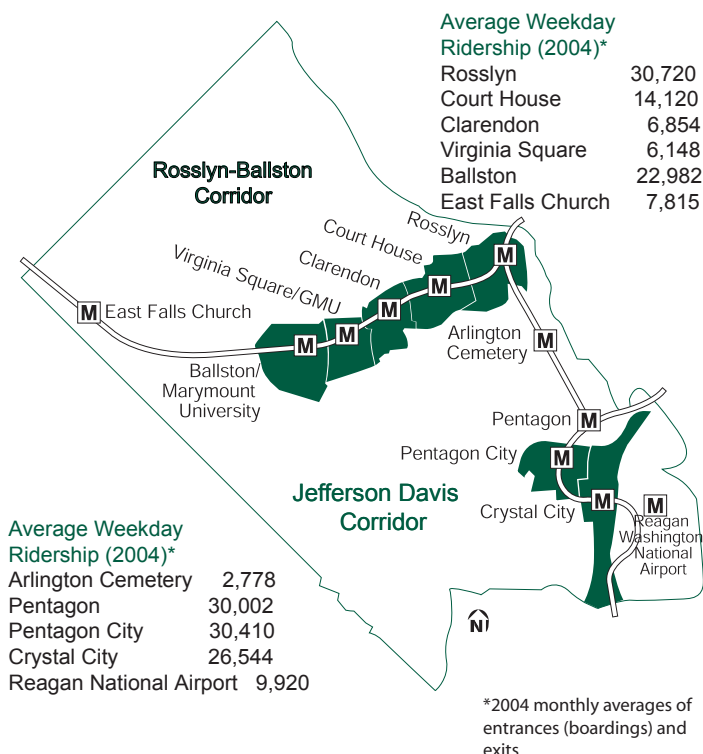 Average Weekday
Ridership (2004)*
Rosslyn 30,720
Court House 14,120
Clarendon 6,854
Virginia Square 6,148
Ballston 22,982
East Falls Church 7,815
Rosslyn-Ballston
Corridor
Rosslyn
Court House
Clarendon
Virginia Square/GMU
M
M
M
M East Falls Church
M
M
Arlington
Cemetery
M
Ballston/
Marymount
University
Pentagon M
Pentagon City M
Jefferson Davis
Corridor
Crystal City M
M
Reagan
Washington
National
Airport
Average Weekday
Ridership (2004)*
Arlington Cemetery 2,778
Pentagon 30,002
Pentagon City 30,410
Crystal City 26,544
Reagan National Airport 9,920
N
*2004 monthly averages of
entrances (boardings) and
exits